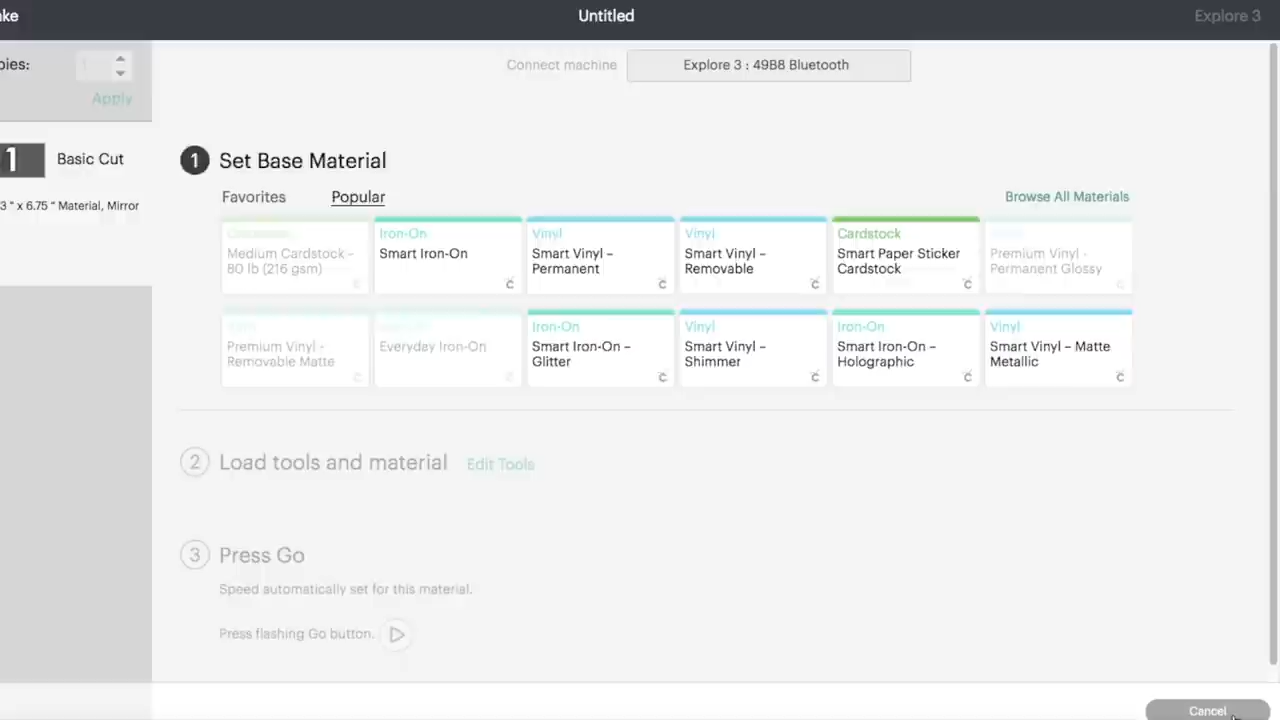 ke
Untitled
Explore 3
pies:
Apply
Connect machine
Explore 3 : 49B8 Bluetooth
1
Basic Cut
3 " x 6.75 " Material, Mirror
1 Set Base Material
Favorites
Popular
Browse All Materials
Medium Cardstock –
80 lb (216 gsm)
Iron-On
Smart Iron-On
Vinyl
Smart Vinyl –
Permanent
Vinyl
Smart Vinyl –
Removable
Cardstock
Smart Paper Sticker
Cardstock
Premium Vinyl -
Permanent Glossy
Premium Vinyl -
Removable Matte
Everyday Iron-On
Iron-On
Smart Iron-On –
Glitter
Vinyl
Smart Vinyl –
Shimmer
Iron-On
Smart Iron-On –
Holographic
Vinyl
Smart Vinyl – Matte
Metallic
2 Load tools and material
Edit Tools
3 Press Go
Speed automatically set for this material.
Press flashing Go button.
Cancel